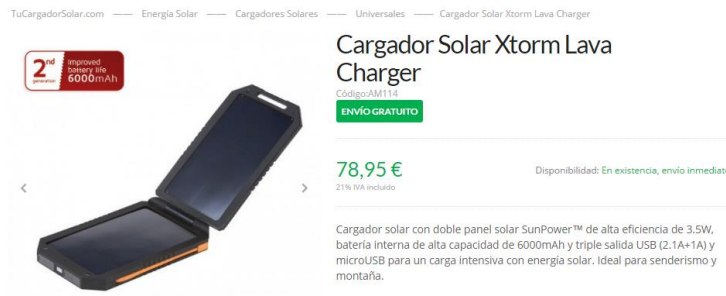 TuCargadorSolar.com —— Energía Solar —— Cargadores Solares —— Universales —— Cargador Solar Xtorm Lava Charger
2nd generation
improved
battery life
6000mAh
Cargador Solar Xtorm Lava
Charger
Código:AM114
ENVÍO GRATUITO
78,95 €
21% IVA incluido
Disponibilidad: En existencia, envío inmediat
Cargador solar con doble panel solar SunPower™ de alta eficiencia de 3.5W,
batería interna de alta capacidad de 6000mAh y triple salida USB (2.1A+1A) y
microUSB para un carga intensiva con energía solar. Ideal para senderismo y
montaña.